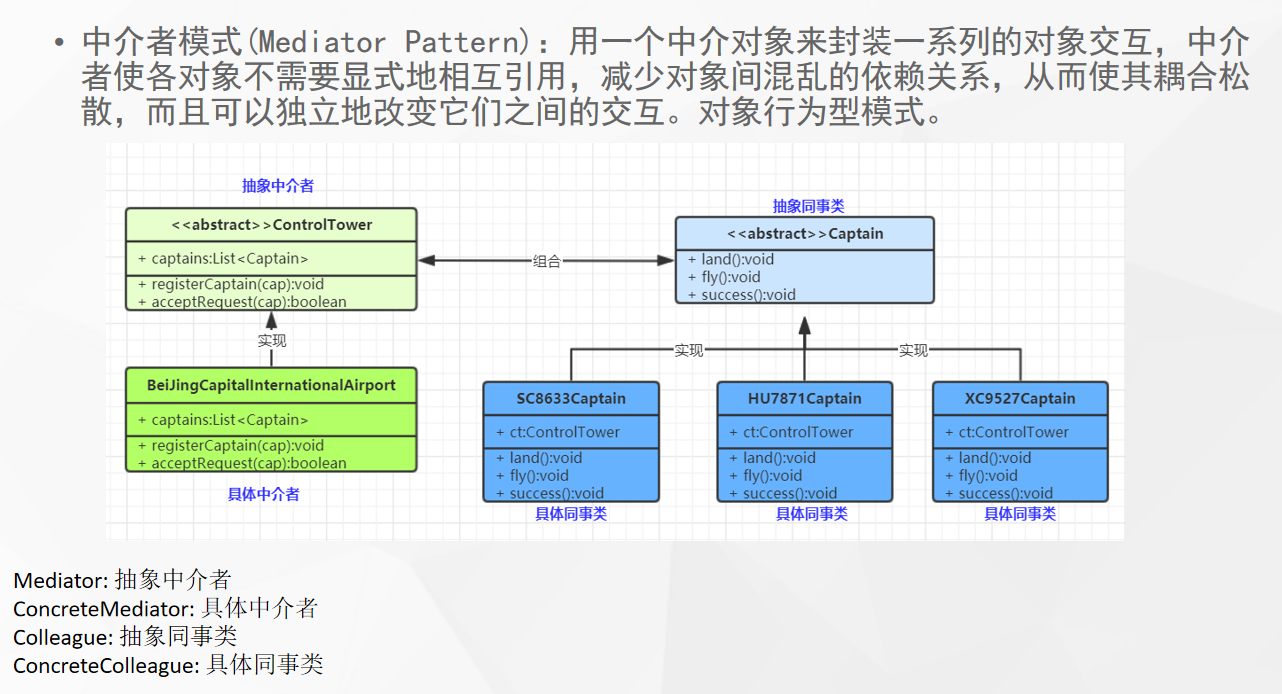 • 中介者模式(Mediator Pattern)：用一个中介对象来封装一系列的对象交互，中介
者使各对象不需要显式地相互引用，减少对象间混乱的依赖关系，从而使其耦合松
散，而且可以独立地改变它们之间的交互。对象行为型模式。
抽象中介者
<<abstract>>ControlTower
+ captains:List<Captain>
+ registerCaptain(cap):void
+ acceptRequest(cap):boolean
组合
抽象同事类
<<abstract>>Captain
+ land():void
+ fly():void
+ success():void
实现
BeiJingCapitalInternationalAirport
+ captains:List<Captain>
+ registerCaptain(cap):void
+ acceptRequest(cap):boolean
具体中介者
实现
实现
SC8633Captain
+ ct:ControlTower
+ land():void
+ fly():void
+ success():void
具体同事类
HU7871Captain
+ ct:ControlTower
+ land():void
+ fly():void
+ success():void
具体同事类
XC9527Captain
+ ct:ControlTower
+ land():void
+ fly():void
+ success():void
具体同事类
Mediator: 抽象中介者
ConcreteMediator: 具体中介者
Colleague: 抽象同事类
ConcreteColleague: 具体同事类